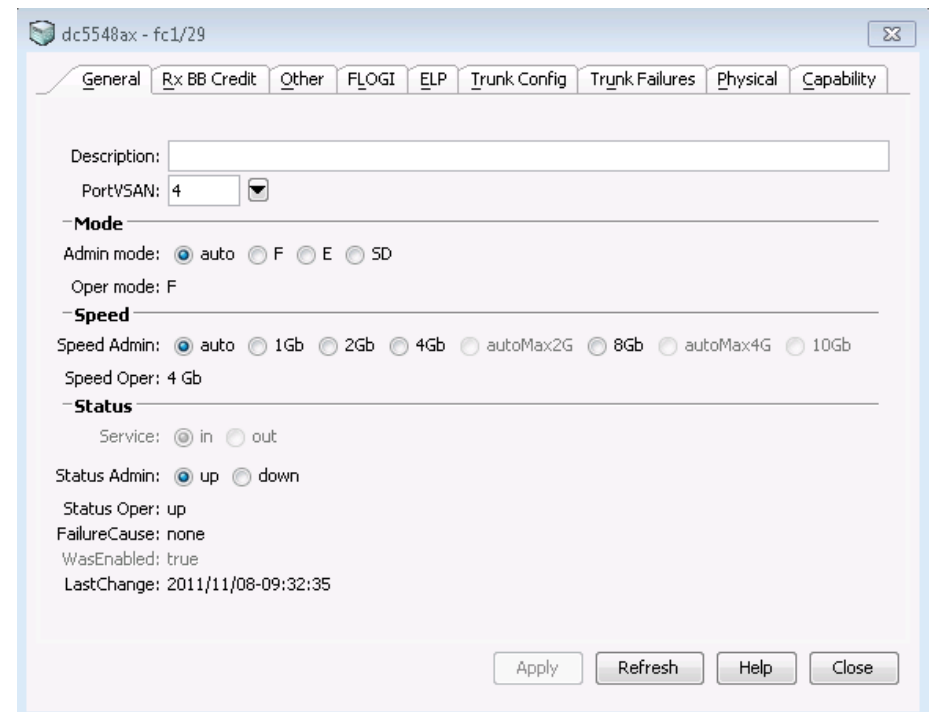 dc5548ax - fc1/29
General Rx BB Credit Other FLOGI ELP Trunk Config Trunk Failures Physical Capability
Description:
PortVSAN: 4
Mode
Admin mode: auto F E SD
Oper mode: F
Speed
Speed Admin: auto 1Gb 2Gb 4Gb autoMax2G 8Gb autoMax4G 10Gb
Speed Oper: 4 Gb
Status
Service: in out
Status Admin: up down
Status Oper: up
FailureCause: none
WasEnabled: true
LastChange: 2011/11/08-09:32:35
Apply Refresh Help Close